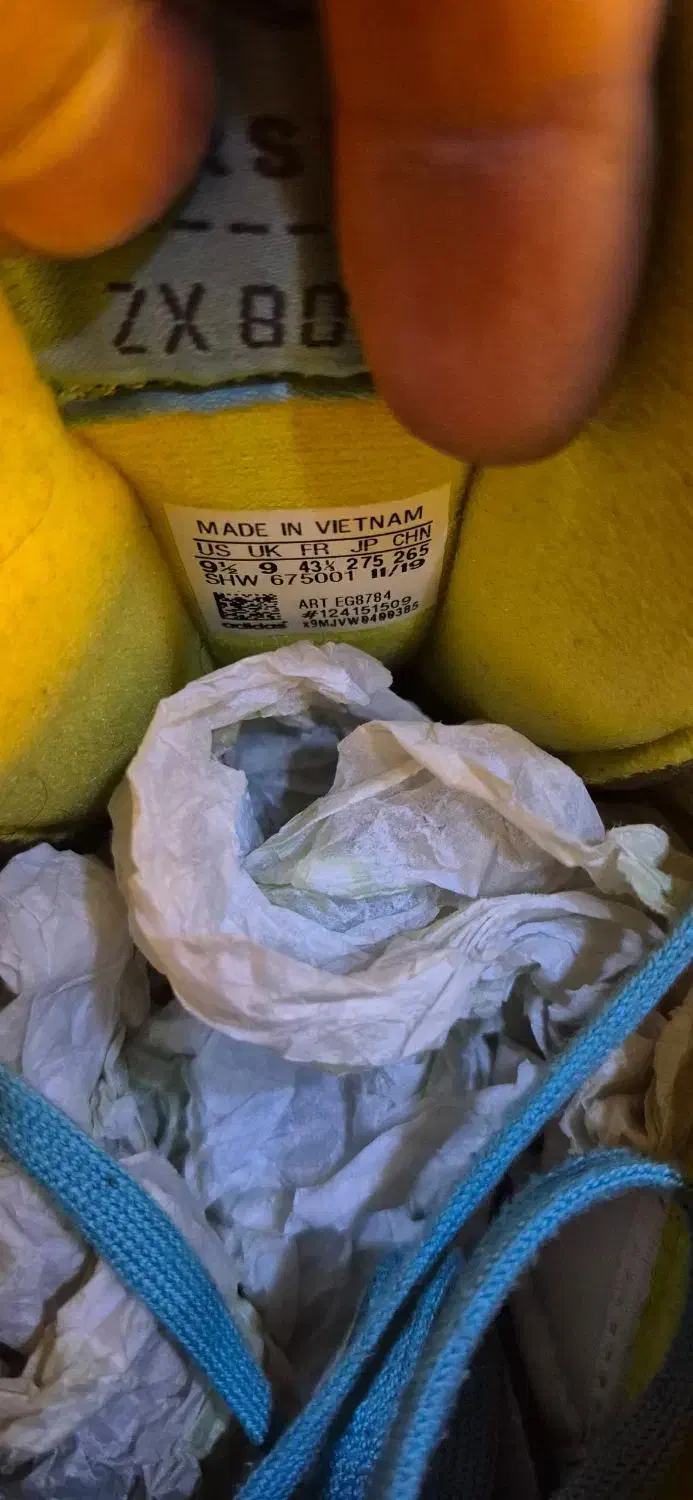 ZX 80
MADE IN VIETNAM
US UK FR JP CHN
9½ 9 43⅓ 275 265
SHW 675001 11/19
ART EG8784
#124151509
adidas x9MJVW0400385